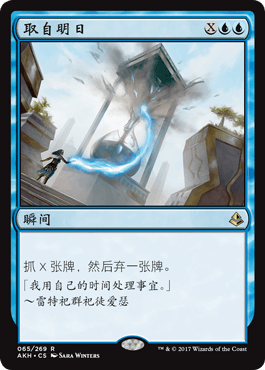 取自明日 X
瞬间
抓X张牌，然后弃一张牌。
「我用自己的时间处理事宜。」
～雷特祀群祀徒爱瑟
065/269 R
AKH • CS SARA WINTERS
™ & © 2017 Wizards of the Coast